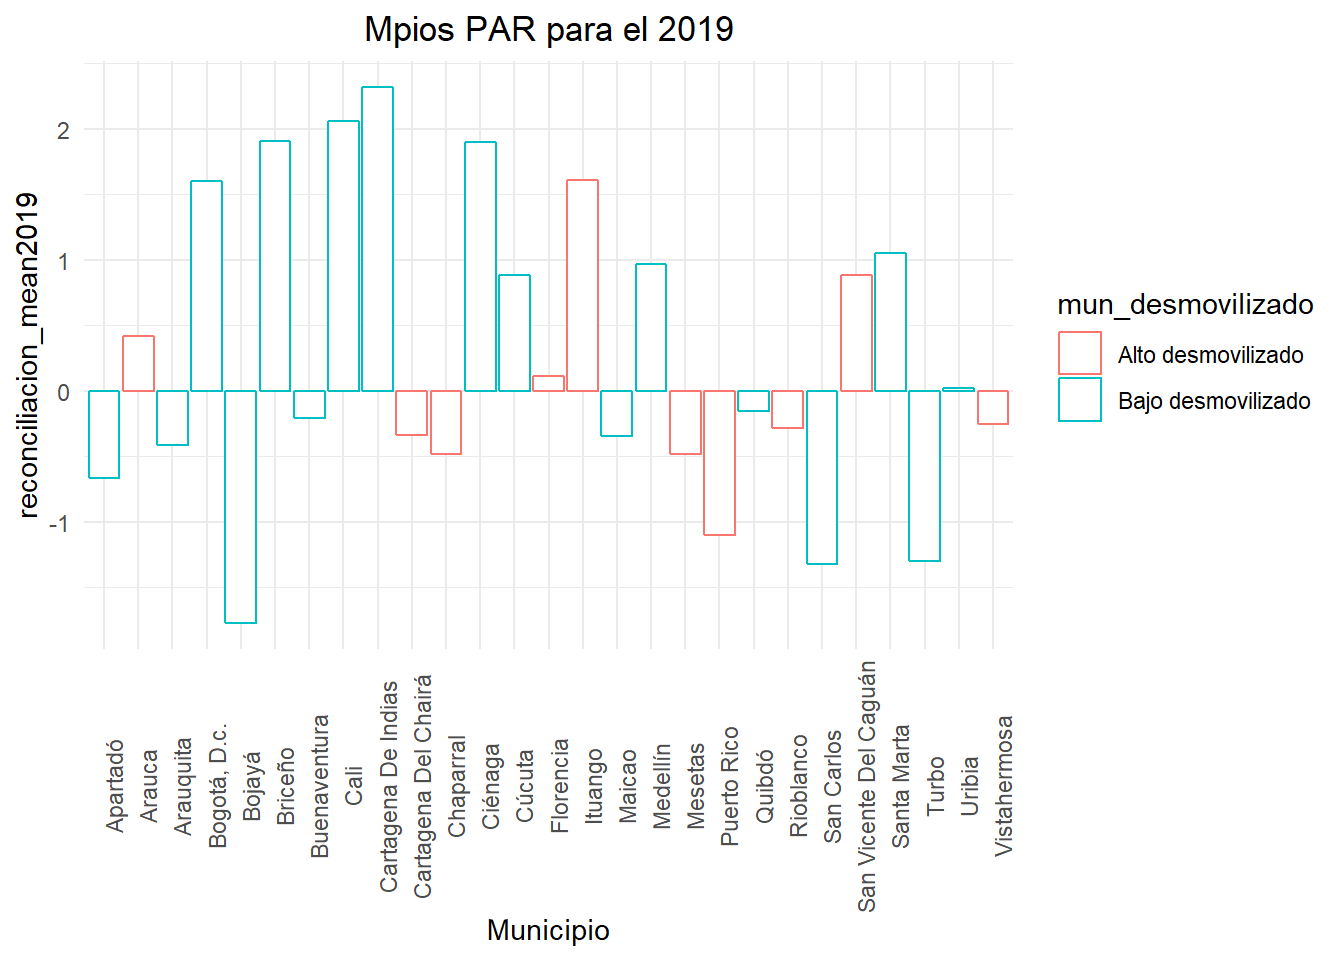 Mpios PAR para el 2019
reconciliacion_mean2019
2
1
0
-1
Apartadó
Arauca
Arauquita
Bogotá, D.c.
Bojayá
Briceño
Buenaventura
Cali
Cartagena De Indias
Cartagena Del Chairá
Chaparral
Ciénaga
Cúcuta
Florencia
Ituango
Maicao
Medellín
Mesetas
Puerto Rico
Quibdó
Rioblanco
San Carlos
San Vicente Del Caguán
Santa Marta
Turbo
Uribia
Vistahermosa
Municipio
mun_desmovilizado
Alto desmovilizado
Bajo desmovilizado